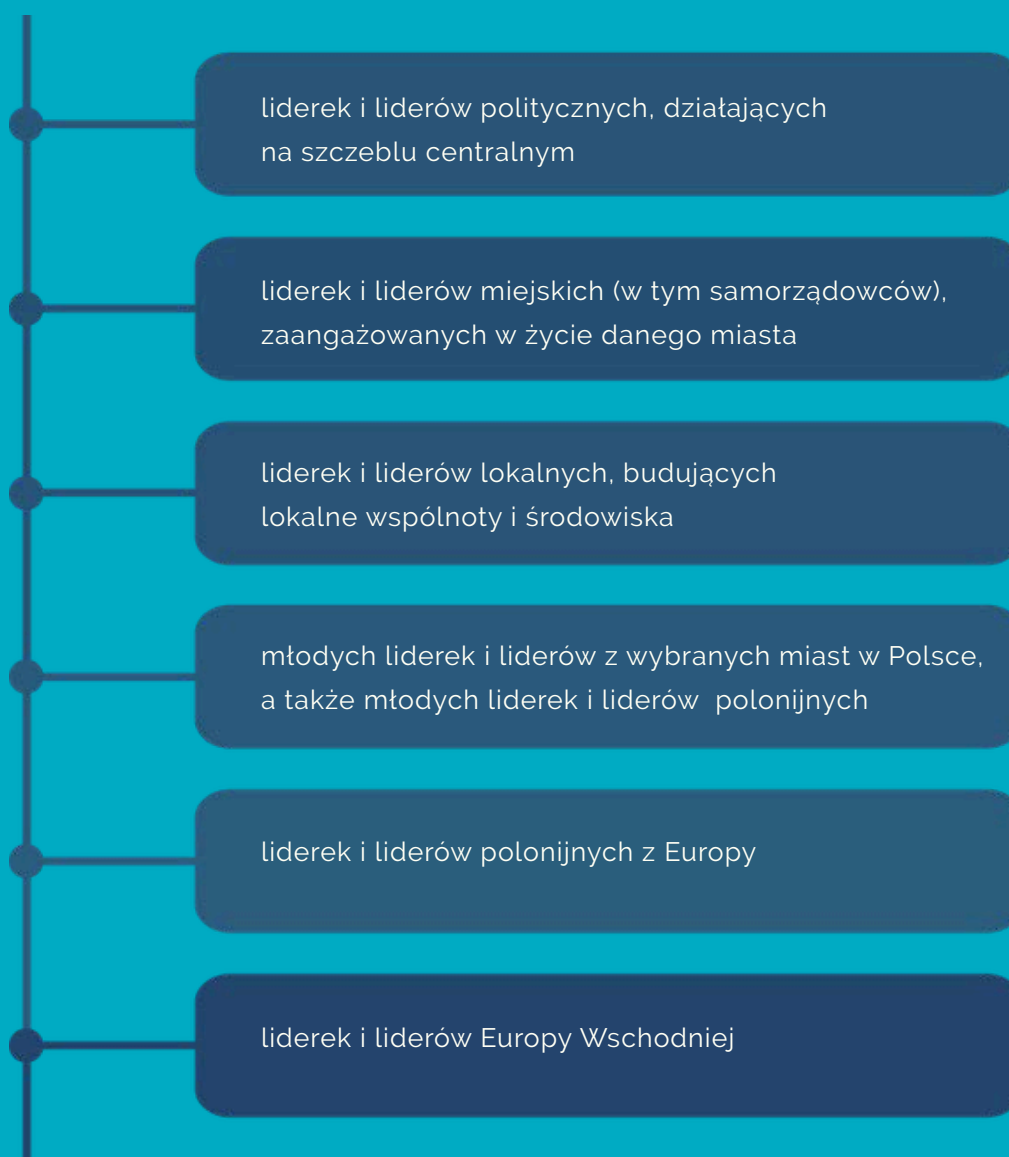 liderek i liderów politycznych, działających
na szczeblu centralnym
liderek i liderów miejskich (w tym samorządowców),
zaangażowanych w życie danego miasta
liderek i liderów lokalnych, budujących
lokalne wspólnoty i środowiska
młodych liderek i liderów z wybranych miast w Polsce,
a także młodych liderek i liderów  polonijnych
liderek i liderów polonijnych z Europy
liderek i liderów Europy Wschodniej